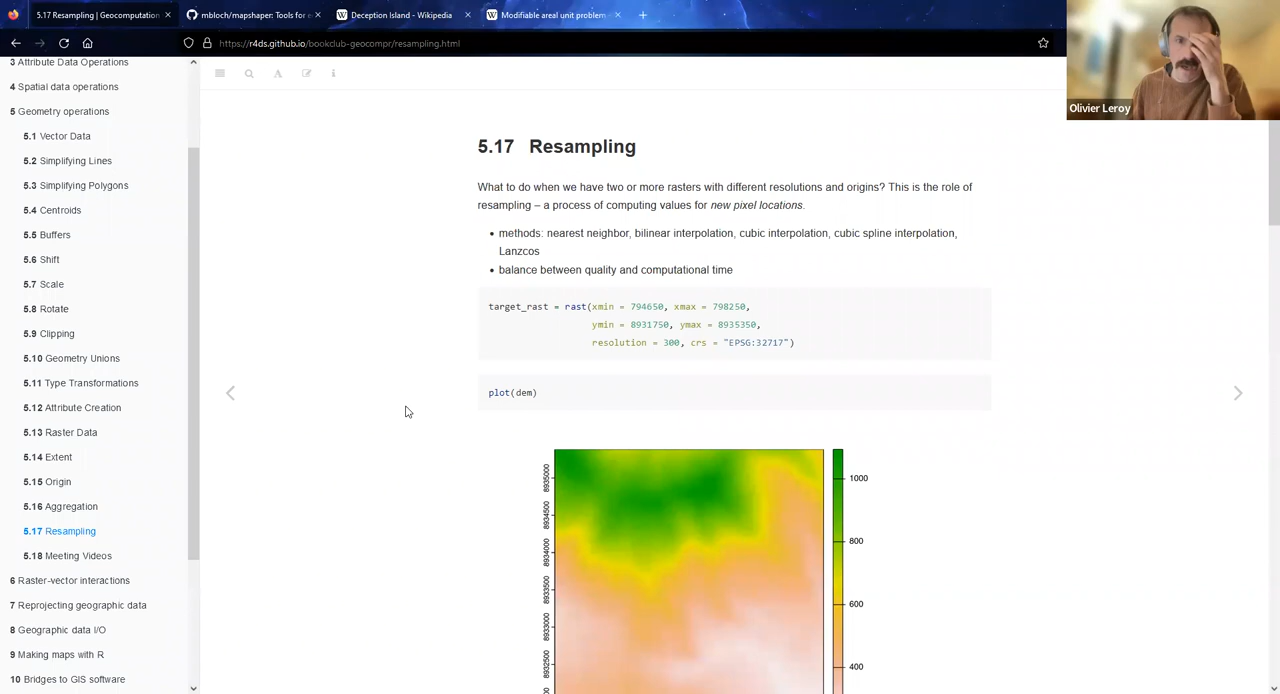 5.17 Resampling | Geocomputation
mbloch/mapshaper: Tools for e
Deception Island - Wikipedia
Modifiable areal unit problem -
https://r4ds.github.io/bookclub-geocompr/resampling.html
Olivier Leroy
3 Attribute Data Operations
4 Spatial data operations
5 Geometry operations
5.1 Vector Data
5.2 Simplifying Lines
5.3 Simplifying Polygons
5.4 Centroids
5.5 Buffers
5.6 Shift
5.7 Scale
5.8 Rotate
5.9 Clipping
5.10 Geometry Unions
5.11 Type Transformations
5.12 Attribute Creation
5.13 Raster Data
5.14 Extent
5.15 Origin
5.16 Aggregation
5.17 Resampling
5.18 Meeting Videos
6 Raster-vector interactions
7 Reprojecting geographic data
8 Geographic data I/O
9 Making maps with R
10 Bridges to GIS software
5.17 Resampling
What to do when we have two or more rasters with different resolutions and origins? This is the role of
resampling – a process of computing values for new pixel locations.
• methods: nearest neighbor, bilinear interpolation, cubic interpolation, cubic spline interpolation,
Lanzcos
• balance between quality and computational time
target_rast = rast(xmin = 794650, xmax = 798250,
ymin = 8931750, ymax = 8935350,
resolution = 300, crs = "EPSG:32717")
plot(dem)
8935000
8934500
8934000
8933500
8933000
8932500
1000
800
600
400